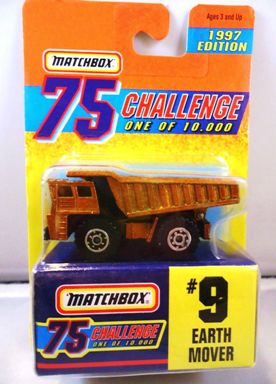 Ages 3 and Up
1997
EDITION
MATCHBOX
75 CHALLENGE
ONE OF 10,000
MATCHBOX
75 CHALLENGE
ONE OF 10,000
#9
EARTH
MOVER